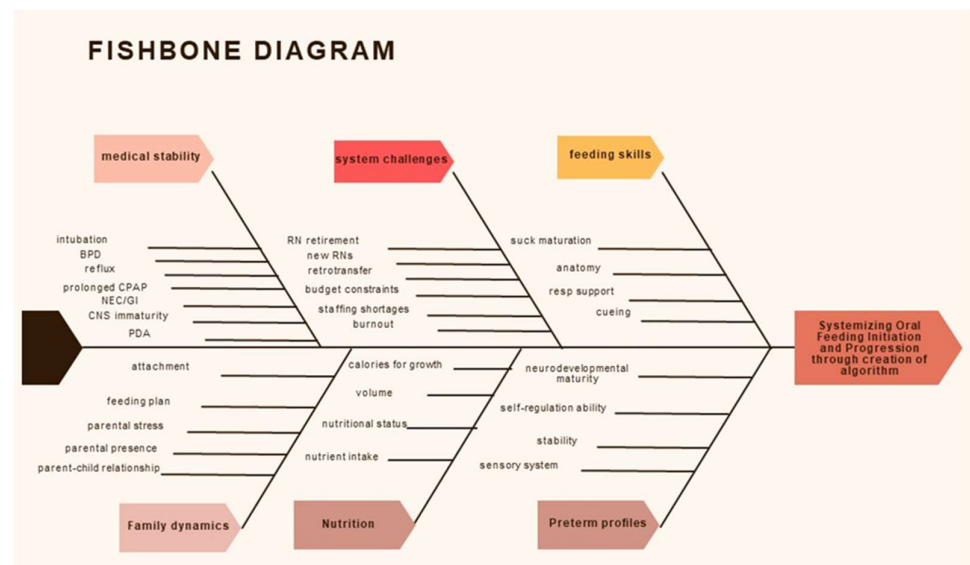 FISHBONE DIAGRAM
medical stability
system challenges
feeding skills
intubation
BPD
reflux
prolonged CPAP
NEC/GI
CNS immaturity
PDA
RN retirement
new RNs
retrotransfer
budget constraints
staffing shortages
burnout
suck maturation
anatomy
resp support
cueing
Systemizing Oral
Feeding Initiation
and Progression
through creation of
algorithm
attachment
feeding plan
parental stress
parental presence
parent-child relationship
calories for growth
volume
nutritional status
nutrient intake
neurodevelopmental
maturity
self-regulation ability
stability
sensory system
Family dynamics
Nutrition
Preterm profiles